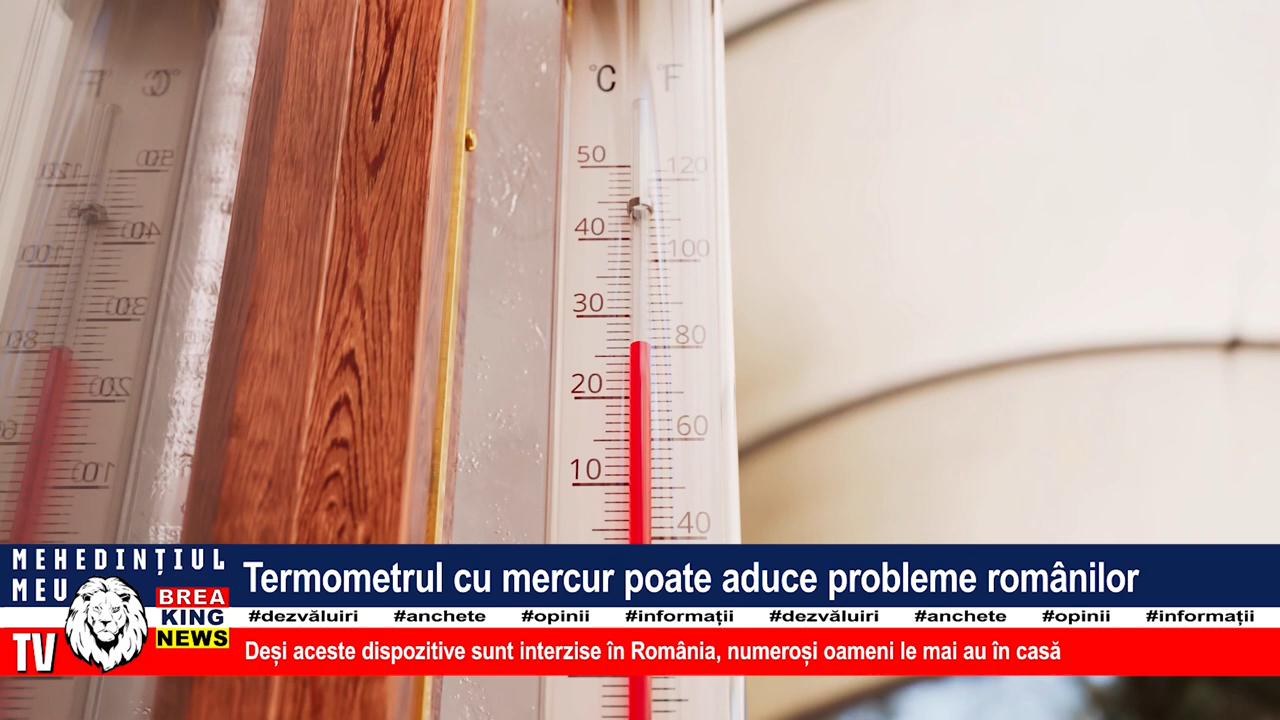 °C °F
50 120
40 100
30 80
20 60
10 40
MEHEDINȚIUL
MEU
TV
BREA
KING
NEWS
Termometrul cu mercur poate aduce probleme românilor
#dezvăluiri #anchete #opinii #informații #dezvăluiri #anchete #opinii #informații
Deși aceste dispozitive sunt interzise în România, numeroși oameni le mai au în casă